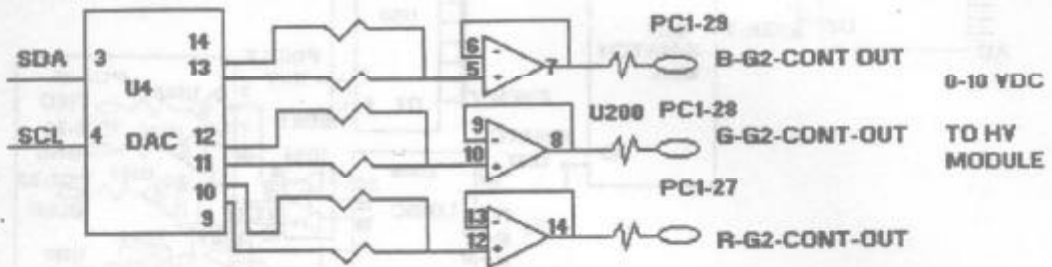 PC1-29
SDA 3 14 6 - B-G2-CONT OUT
13 5 + 7
U4 0-10 VDC
9 - U200 PC1-28
SCL 4 DAC 12 8 G-G2-CONT-OUT TO HV
11 10 + MODULE
10 PC1-27
9 13 - 14
12 + R-G2-CONT-OUT